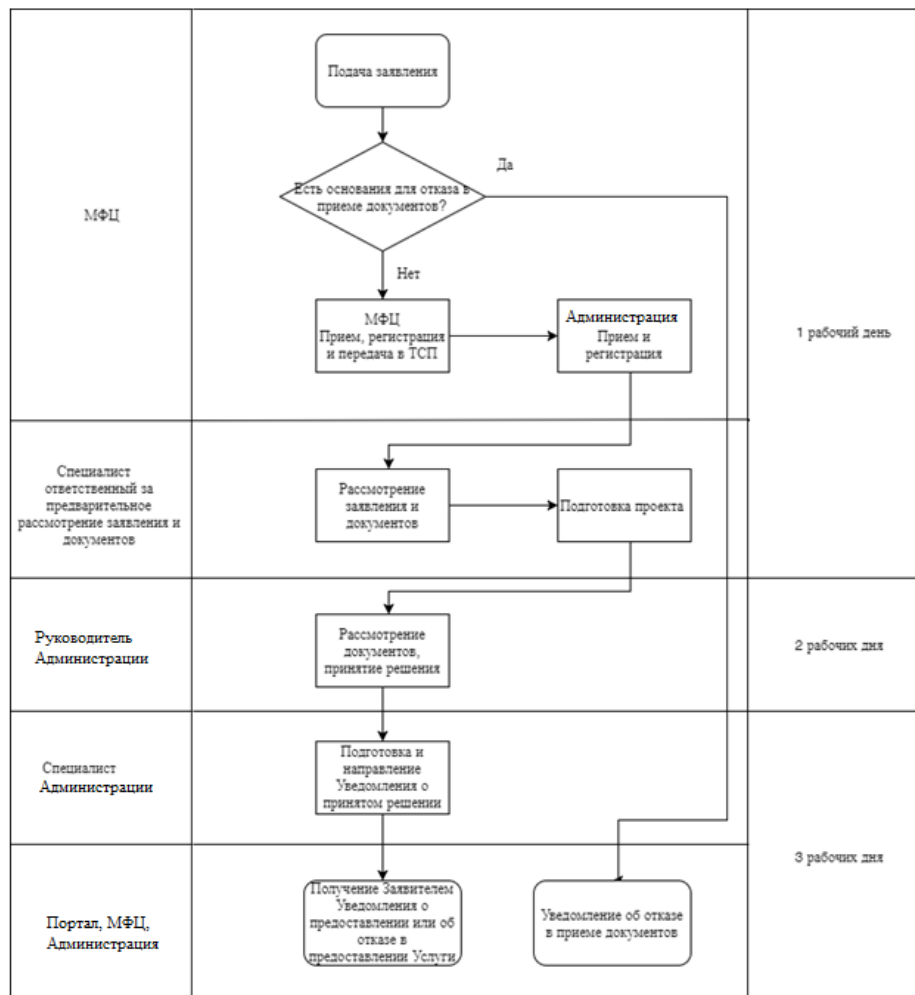 Подача заявления
Да
Есть основания для отказа в
приеме документов?
МФЦ
Нет
МФЦ
Прием, регистрация
и передача в ТСП
Администрация
Прием и
регистрация
1 рабочий день
Специалист
ответственный за
предварительное
рассмотрение заявления и
документов
Рассмотрение
заявления и
документов
Подготовка проекта
Руководитель
Администрации
Рассмотрение
документов,
принятие решения
2 рабочих дня
Специалист
Администрации
Подготовка и
направление
Уведомления о
принятом решении
3 рабочих дня
Портал, МФЦ,
Администрация
Получение Заявителем
Уведомления о
предоставлении или об
отказе в
предоставлении Услуги
Уведомление об отказе
в приеме документов